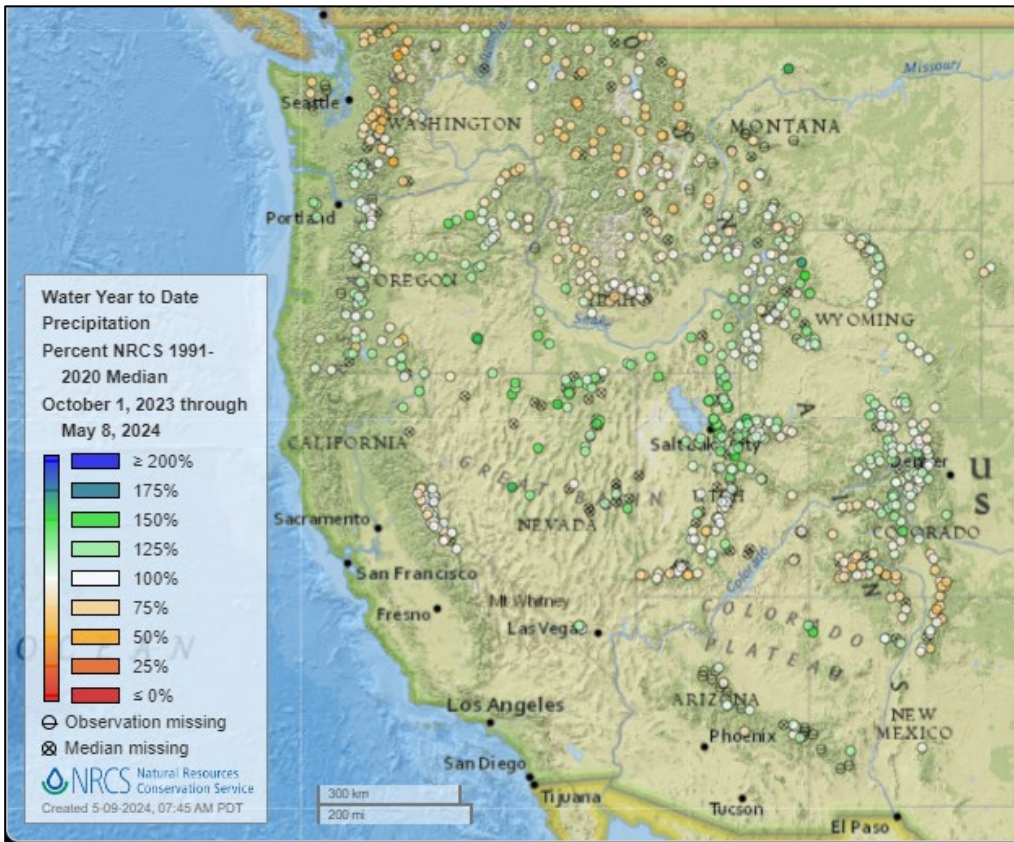 Missouri
Seattle
WASHINGTON
MONTANA
Portland
OREGON
IDAHO
Snake
WYOMING
Water Year to Date
Precipitation
Percent NRCS 1991-
2020 Median
October 1, 2023 through
May 8, 2024
≥ 200%
175%
150%
125%
100%
75%
50%
25%
≤ 0%
Observation missing
Median missing
NRCS Natural Resources
Conservation Service
Created 5-09-2024, 07:45 AM PDT
CALIFORNIA
Salt Lake City
Denver
U
S
GREAT BASIN
UTAH
NEVADA
Sacramento
COLORADO
San Francisco
Colorado
Mt Whitney
Fresno
Las Vegas
COLORADO
PLATEAU
OCEAN
ARIZONA
Los Angeles
NEW
MEXICO
Phoenix
San Diego
Tijuana
300 km
200 mi
Tucson
El Paso